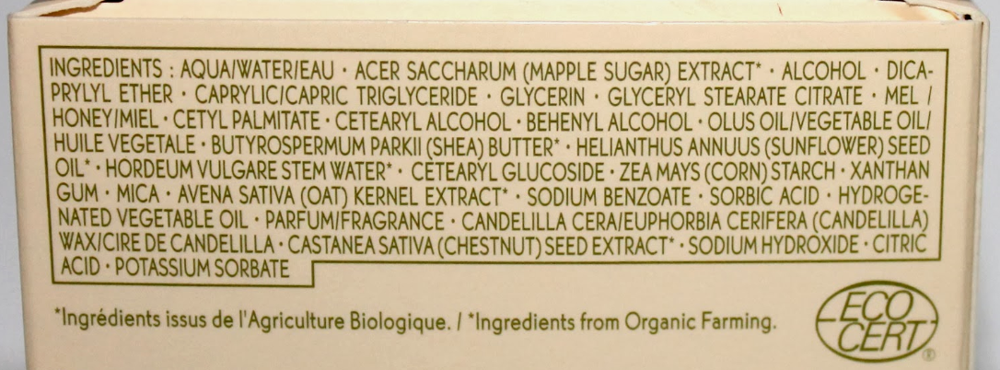 INGREDIENTS : AQUA/WATER/EAU · ACER SACCHARUM (MAPPLE SUGAR) EXTRACT* · ALCOHOL · DICA-
PRYLYL ETHER · CAPRYLIC/CAPRIC TRIGLYCERIDE · GLYCERIN · GLYCERYL STEARATE CITRATE · MEL /
HONEY/MIEL · CETYL PALMITATE · CETEARYL ALCOHOL · BEHENYL ALCOHOL · OLUS OIL/VEGETABLE OIL/
HUILE VEGETALE · BUTYROSPERMUM PARKII (SHEA) BUTTER* · HELIANTHUS ANNUUS (SUNFLOWER) SEED
OIL* · HORDEUM VULGARE STEM WATER* · CETEARYL GLUCOSIDE · ZEA MAYS (CORN) STARCH · XANTHAN
GUM · MICA · AVENA SATIVA (OAT) KERNEL EXTRACT* · SODIUM BENZOATE · SORBIC ACID · HYDROGE-
NATED VEGETABLE OIL · PARFUM/FRAGRANCE · CANDELILLA CERA/EUPHORBIA CERIFERA (CANDELILLA)
WAX/CIRE DE CANDELILLA · CASTANEA SATIVA (CHESTNUT) SEED EXTRACT* · SODIUM HYDROXIDE · CITRIC
ACID · POTASSIUM SORBATE
*Ingrédients issus de l'Agriculture Biologique. / *Ingredients from Organic Farming.
ECO
CERT
®